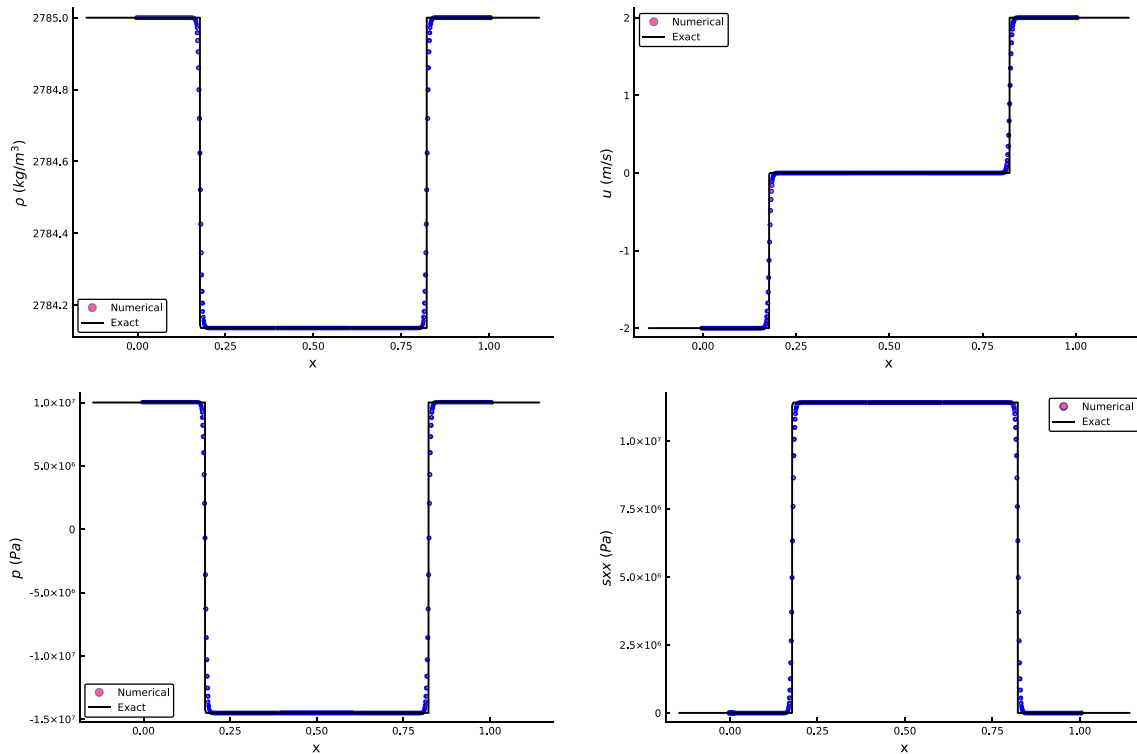 2785.0
2784.8
2784.6
2784.4
2784.2
ρ (kg/m³)
Numerical
Exact
0.00 0.25 0.50 0.75 1.00
x
2
1
0
-1
-2
u (m/s)
Numerical
Exact
0.00 0.25 0.50 0.75 1.00
x
1.0×10⁷
5.0×10⁶
0
-5.0×10⁶
-1.0×10⁷
-1.5×10⁷
p (Pa)
Numerical
Exact
0.00 0.25 0.50 0.75 1.00
x
1.0×10⁷
7.5×10⁶
5.0×10⁶
2.5×10⁶
0
sxx (Pa)
Numerical
Exact
0.00 0.25 0.50 0.75 1.00
x